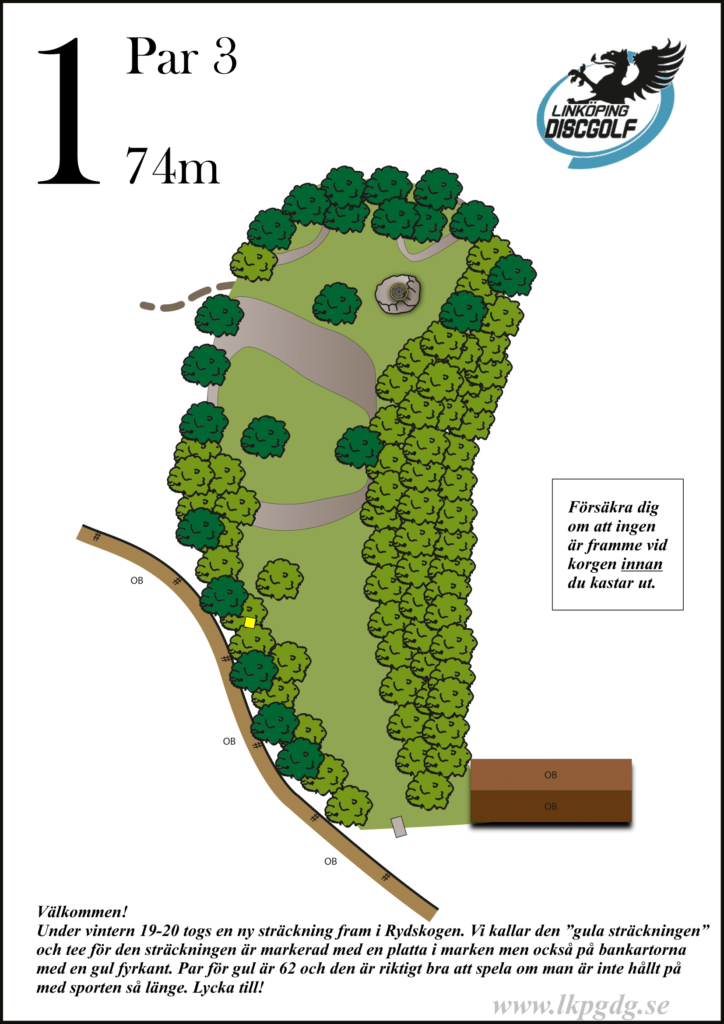 1
Par 3
74m
LINKÖPING
DISCGOLF
Försäkra dig
om att ingen
är framme vid
korgen innan
du kastar ut.
OB
OB
OB
OB
OB
Välkommen!
Under vintern 19-20 togs en ny sträckning fram i Rydskogen. Vi kallar den ”gula sträckningen”
och tee för den sträckningen är markerad med en platta i marken men också på bankartorna
med en gul fyrkant. Par för gul är 62 och den är riktigt bra att spela om man är inte hållt på
med sporten så länge. Lycka till!
www.lkpgdg.se